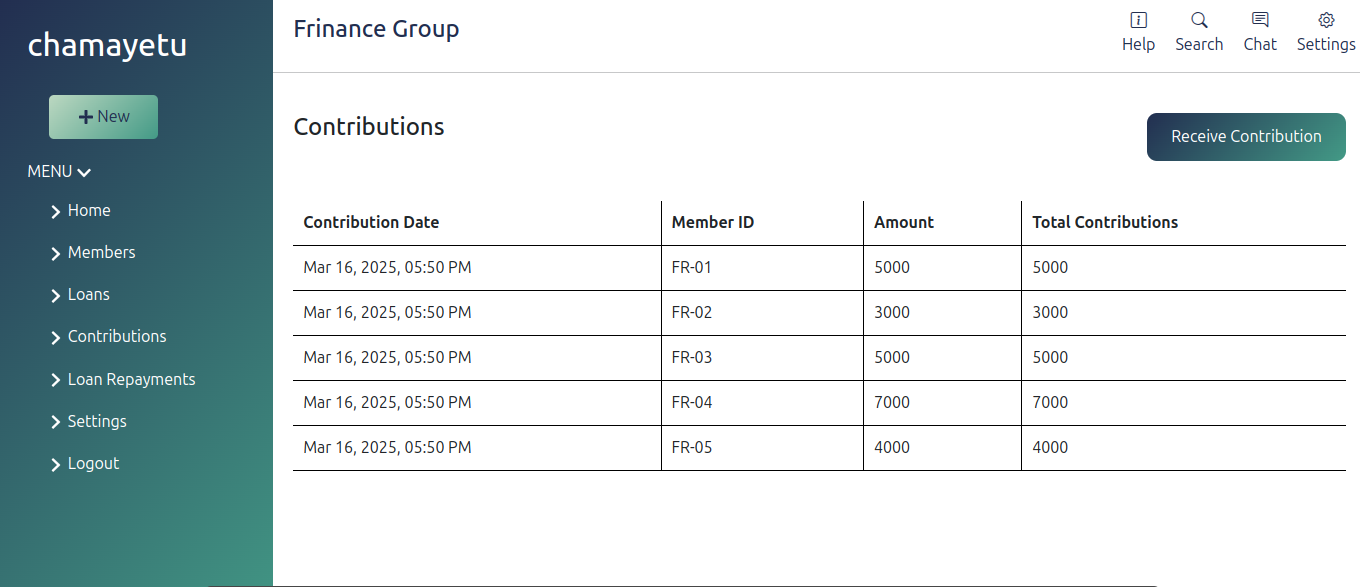 chamayetu
New
MENU
Home
Members
Loans
Contributions
Loan Repayments
Settings
Logout
Frinance Group
Help Search Chat Settings
Contributions
Receive Contribution
Contribution Date Member ID Amount Total Contributions
Mar 16, 2025, 05:50 PM FR-01 5000 5000
Mar 16, 2025, 05:50 PM FR-02 3000 3000
Mar 16, 2025, 05:50 PM FR-03 5000 5000
Mar 16, 2025, 05:50 PM FR-04 7000 7000
Mar 16, 2025, 05:50 PM FR-05 4000 4000